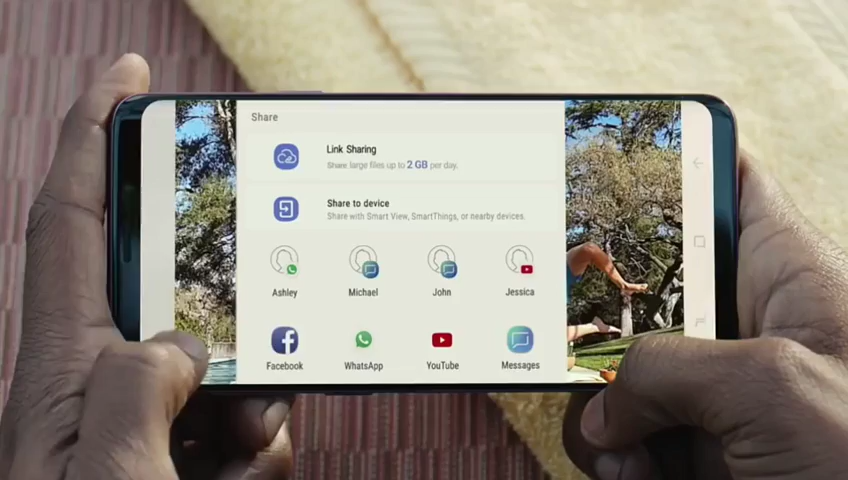 Share
Link Sharing
Share large files up to 2 GB per day.
Share to device
Share with Smart View, SmartThings, or nearby devices.
Ashley Michael John Jessica
Facebook WhatsApp YouTube Messages